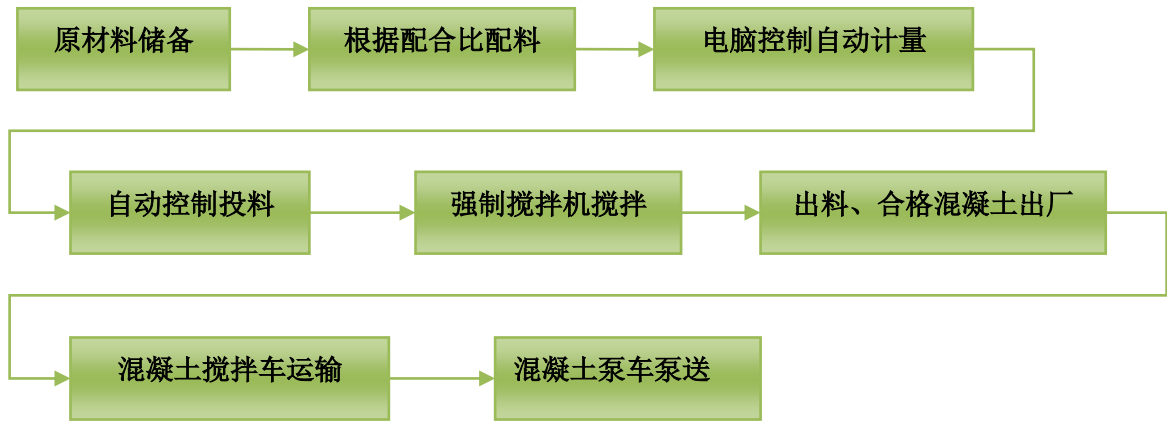 原材料储备
根据配合比配料
电脑控制自动计量
自动控制投料
强制搅拌机搅拌
出料、合格混凝土出厂
混凝土搅拌车运输
混凝土泵车泵送